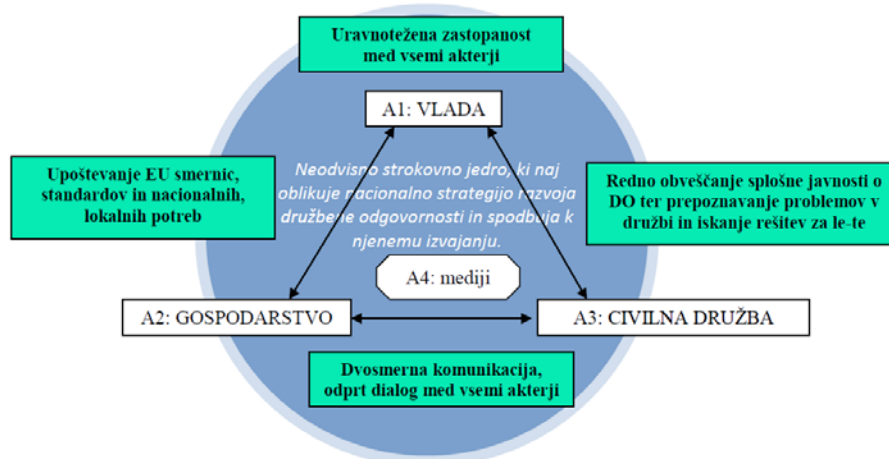 Uravnotežena zastopanost
med vsemi akterji
A1: VLADA
Upoštevanje EU smernic,
standardov in nacionalnih,
lokalnih potreb
Neodvisno strokovno jedro, ki naj
oblikuje nacionalno strategijo razvoja
družbene odgovornosti in spodbuja k
njenemu izvajanju.
Redno obveščanje splošne javnosti o
DO ter prepoznavanje problemov v
družbi in iskanje rešitev za le-te
A4: mediji
A2: GOSPODARSTVO
A3: CIVILNA DRUŽBA
Dvosmerna komunikacija,
odprt dialog med vsemi akterji